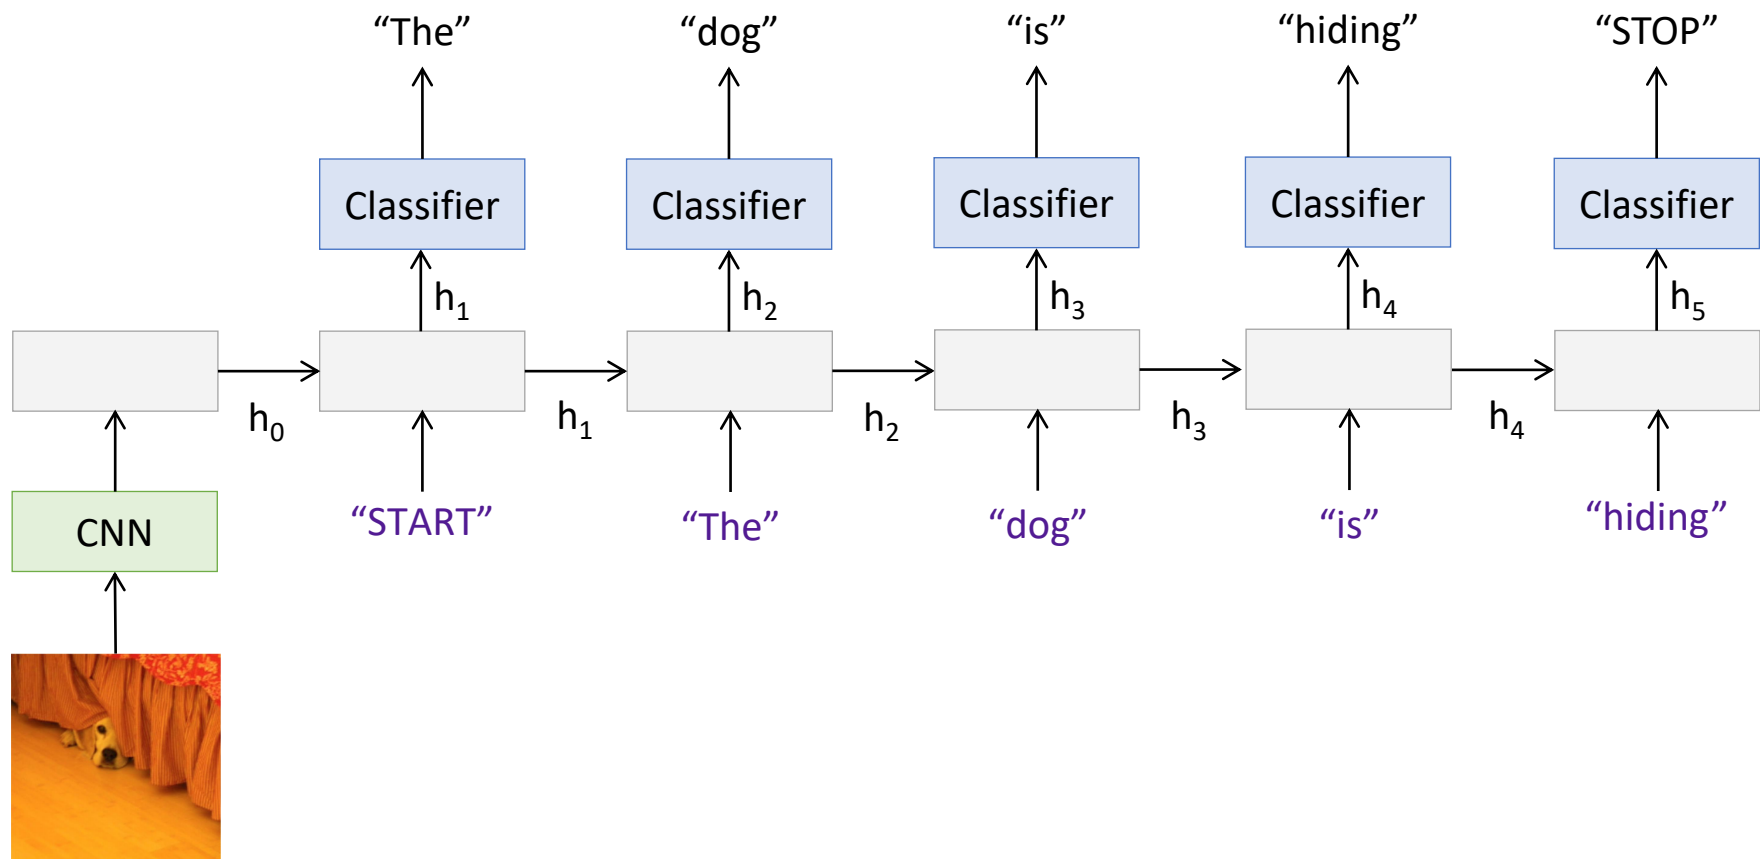 “The” “dog” “is” “hiding” “STOP”
Classifier Classifier Classifier Classifier Classifier
h₁ h₂ h₃ h₄ h₅
h₀ h₁ h₂ h₃ h₄
CNN “START” “The” “dog” “is” “hiding”